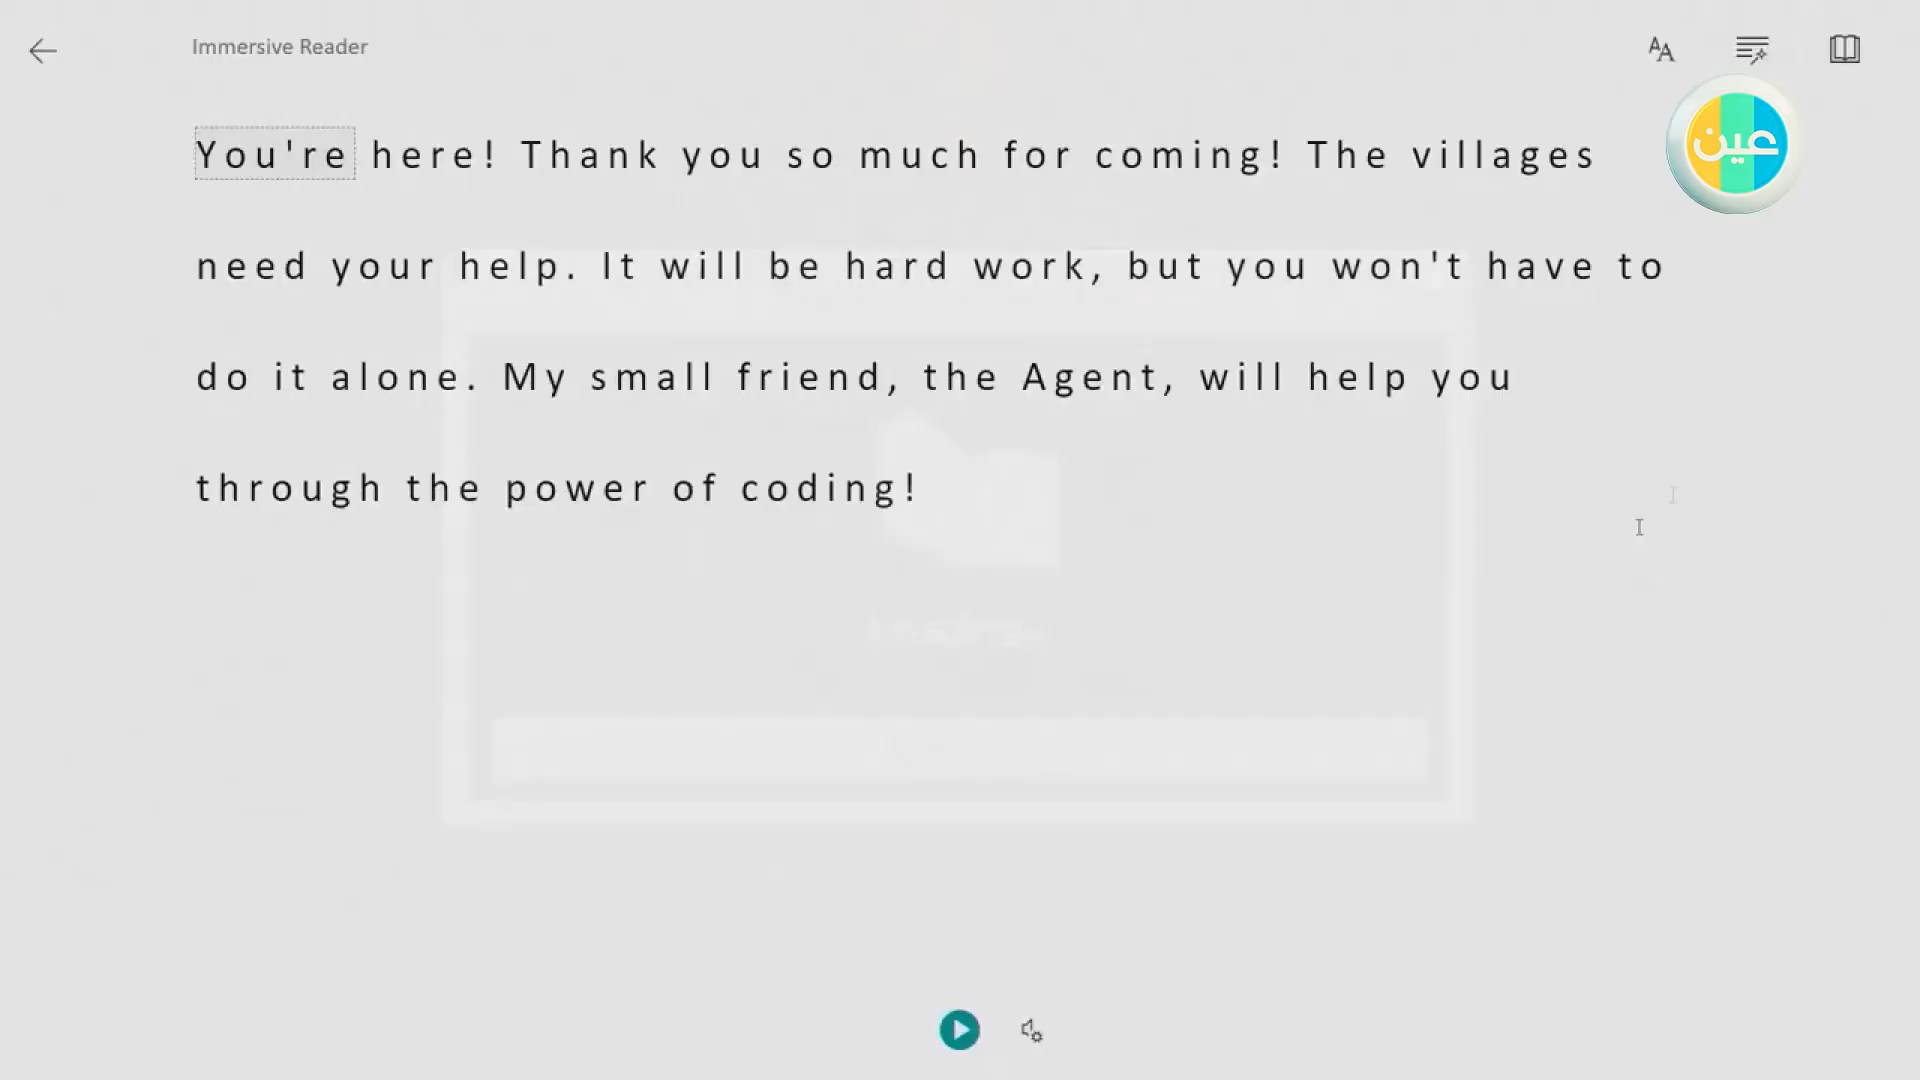 Immersive Reader
You're here! Thank you so much for coming! The villages
عين
need your help. It will be hard work, but you won't have to
do it alone. My small friend, the Agent, will help you
through the power of coding!